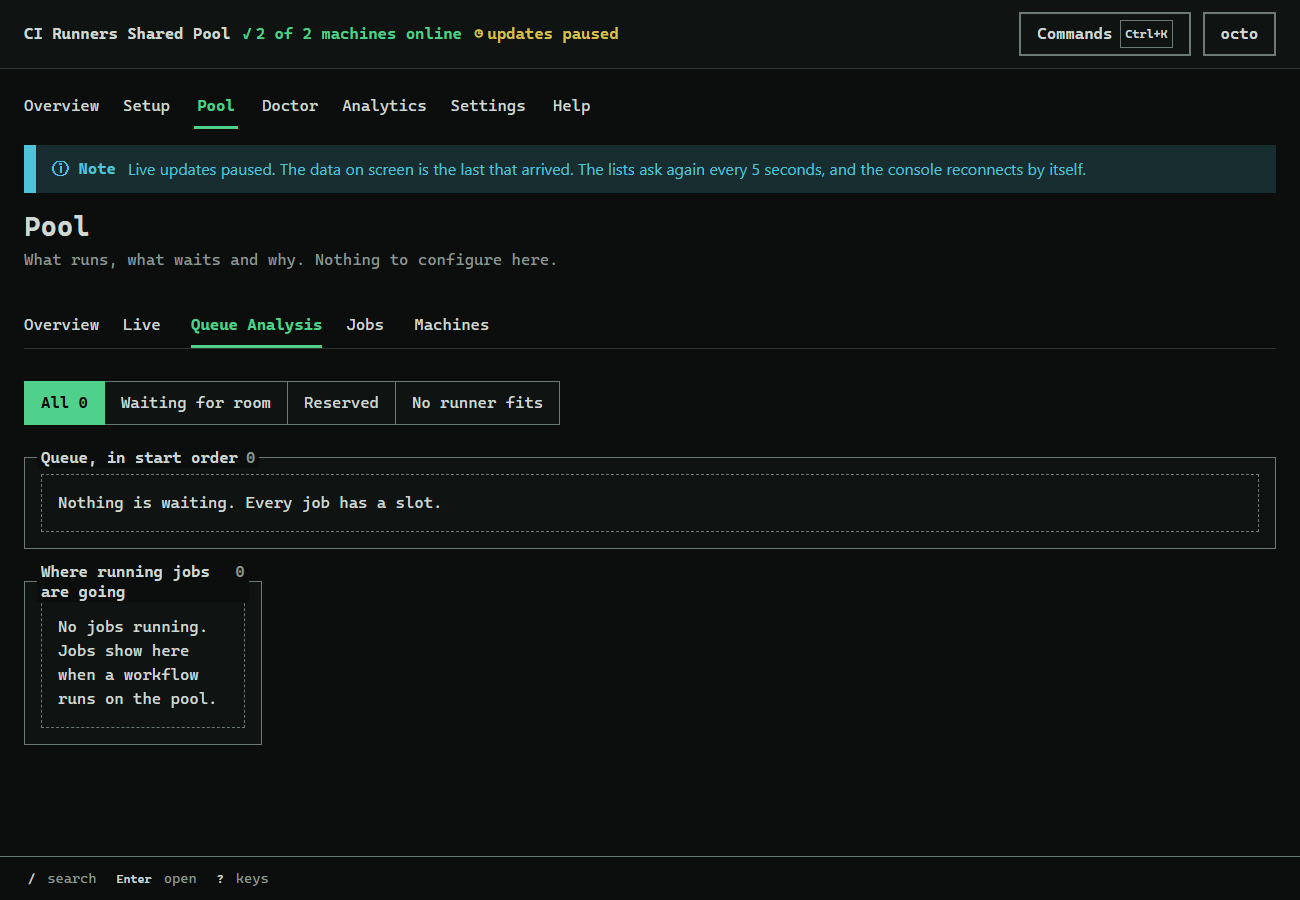 CI Runners Shared Pool ✓2 of 2 machines online updates paused Commands Ctrl+K octo
Overview Setup Pool Doctor Analytics Settings Help
Note Live updates paused. The data on screen is the last that arrived. The lists ask again every 5 seconds, and the console reconnects by itself.
Pool
What runs, what waits and why. Nothing to configure here.
Overview Live Queue Analysis Jobs Machines
All 0 Waiting for room Reserved No runner fits
Queue, in start order 0
Nothing is waiting. Every job has a slot.
Where running jobs 0
are going
No jobs running.
Jobs show here
when a workflow
runs on the pool.
/ search Enter open ? keys